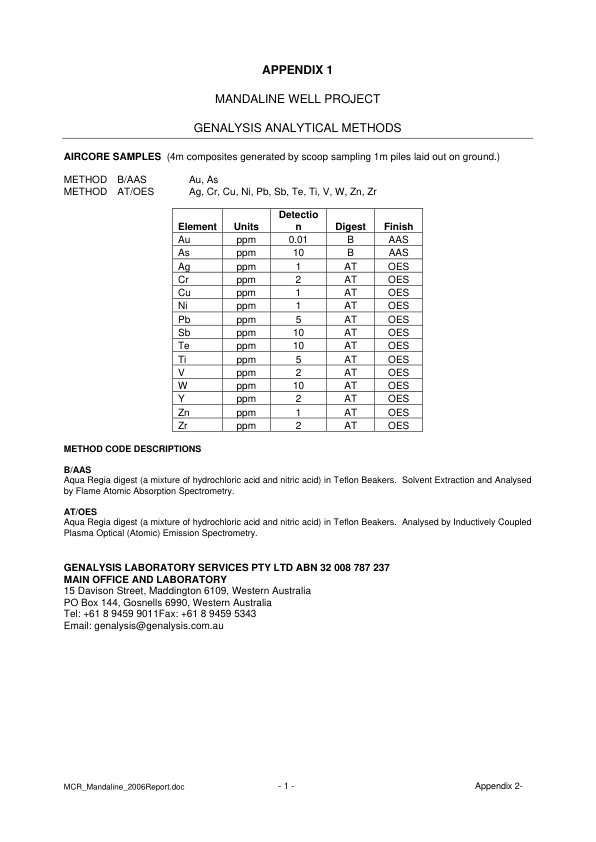 APPENDIX 1
MANDALINE WELL PROJECT
GENALYSIS ANALYTICAL METHODS
AIRCORE SAMPLES (4m composites generated by scoop sampling 1m piles laid out on ground.)
METHOD B/AAS Au, As
METHOD AT/OES Ag, Cr, Cu, Ni, Pb, Sb, Te, Ti, V, W, Zn, Zr
Detectio
Element Units n Digest Finish
Au ppm 0.01 B AAS
As ppm 10 B AAS
Ag ppm 1 AT OES
Cr ppm 2 AT OES
Cu ppm 1 AT OES
Ni ppm 1 AT OES
Pb ppm 5 AT OES
Sb ppm 10 AT OES
Te ppm 10 AT OES
Ti ppm 5 AT OES
V ppm 2 AT OES
W ppm 10 AT OES
Y ppm 2 AT OES
Zn ppm 1 AT OES
Zr ppm 2 AT OES
METHOD CODE DESCRIPTIONS
B/AAS
Aqua Regia digest (a mixture of hydrochloric acid and nitric acid) in Teflon Beakers. Solvent Extraction and Analysed
by Flame Atomic Absorption Spectrometry.
AT/OES
Aqua Regia digest (a mixture of hydrochloric acid and nitric acid) in Teflon Beakers. Analysed by Inductively Coupled
Plasma Optical (Atomic) Emission Spectrometry.
GENALYSIS LABORATORY SERVICES PTY LTD ABN 32 008 787 237
MAIN OFFICE AND LABORATORY
15 Davison Street, Maddington 6109, Western Australia
PO Box 144, Gosnells 6990, Western Australia
Tel: +61 8 9459 9011Fax: +61 8 9459 5343
Email: genalysis@genalysis.com.au
MCR_Mandaline_2006Report.doc - 1 - Appendix 2-